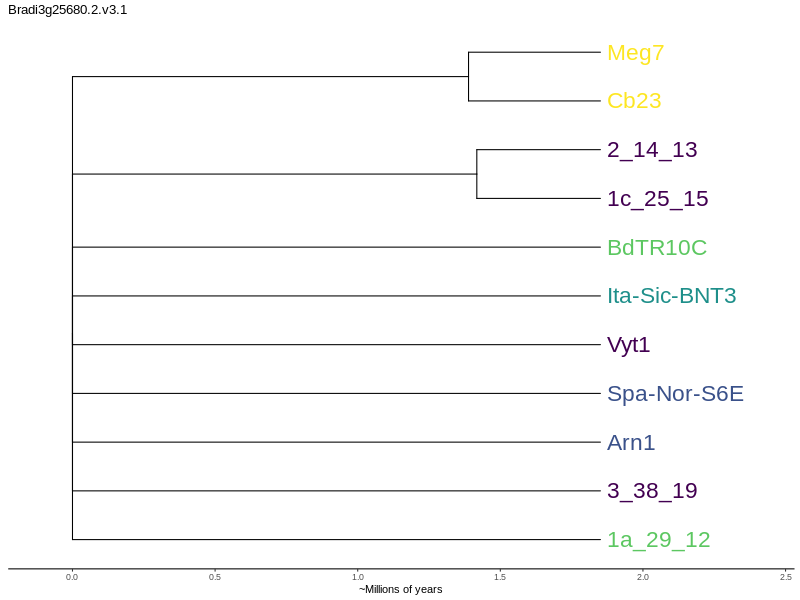 Bradi3g25680.2.v3.1
Meg7
Cb23
2_14_13
1c_25_15
BdTR10C
Ita-Sic-BNT3
Vyt1
Spa-Nor-S6E
Arn1
3_38_19
1a_29_12
0.0 0.5 1.0 1.5 2.0 2.5
~Millions of years